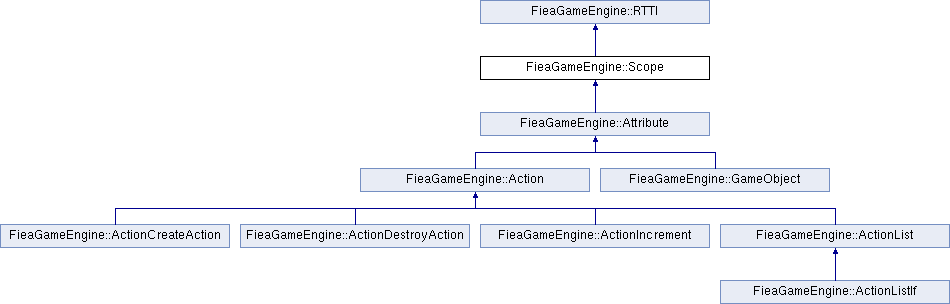 FieaGameEngine::RTTI
FieaGameEngine::Scope
FieaGameEngine::Attribute
FieaGameEngine::Action
FieaGameEngine::GameObject
FieaGameEngine::ActionCreateAction
FieaGameEngine::ActionDestroyAction
FieaGameEngine::ActionIncrement
FieaGameEngine::ActionList
FieaGameEngine::ActionListIf